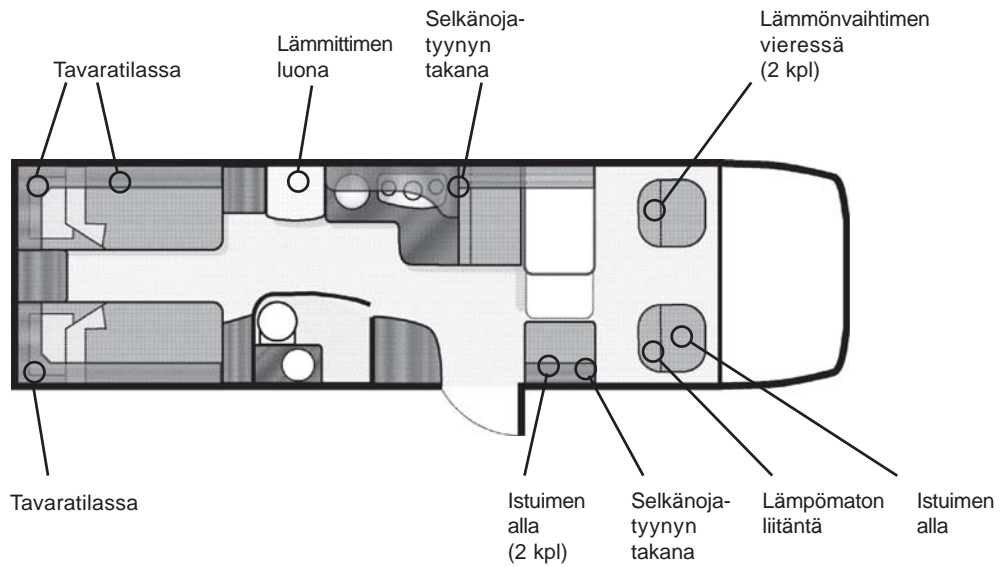 Tavaratilassa
Lämmittimen
luona
Selkänoja-
tyynyn
takana
Lämmönvaihtimen
vieressä
(2 kpl)
Tavaratilassa
Istuimen
alla
(2 kpl)
Selkänoja-
tyynyn
takana
Lämpömaton
liitäntä
Istuimen
alla